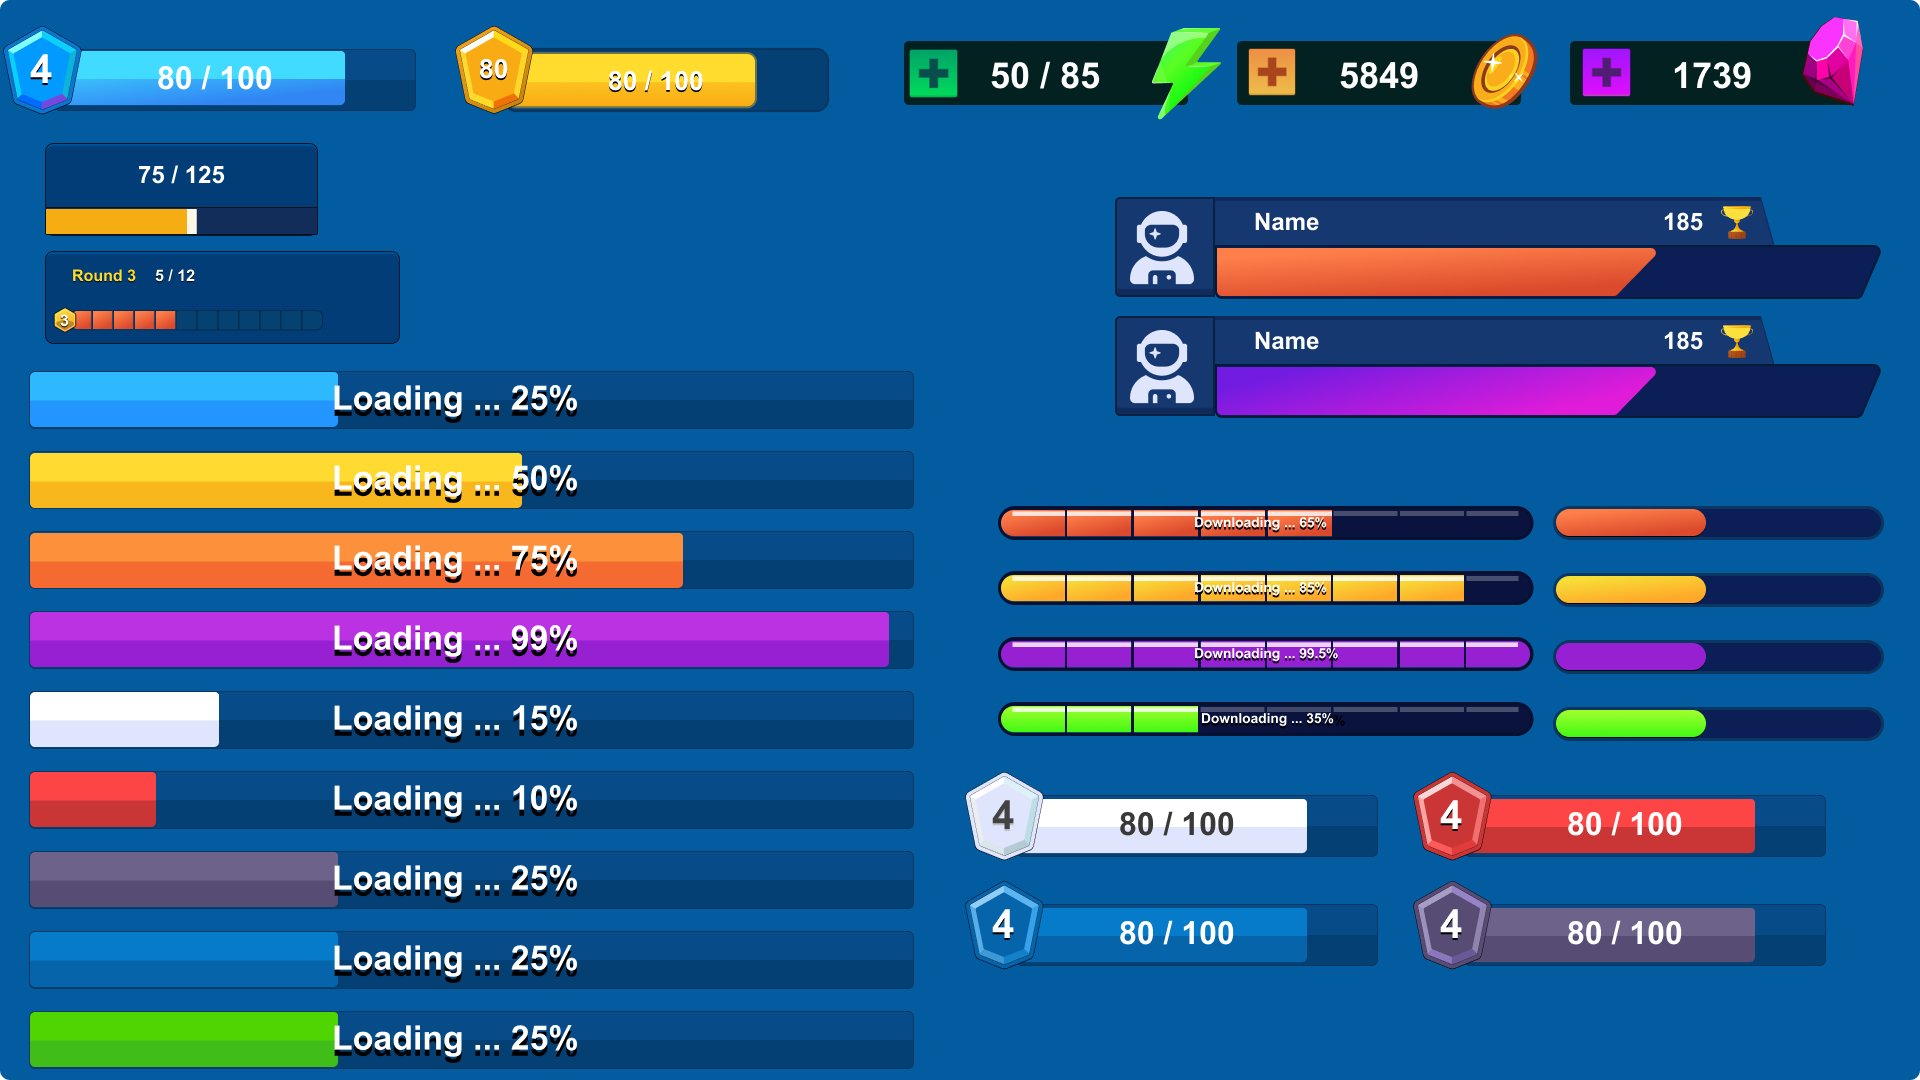 4
80 / 100
80
80 / 100
50 / 85
5849
1739
75 / 125
Round 3 5 / 12
3
Name 185
Name 185
Loading ... 25%
Loading ... 50%
Loading ... 75%
Loading ... 99%
Loading ... 15%
Loading ... 10%
Loading ... 25%
Loading ... 25%
Loading ... 25%
Downloading ... 65%
Downloading ... 85%
Downloading ... 99.5%
Downloading ... 35%
4
80 / 100
4
80 / 100
4
80 / 100
4
80 / 100